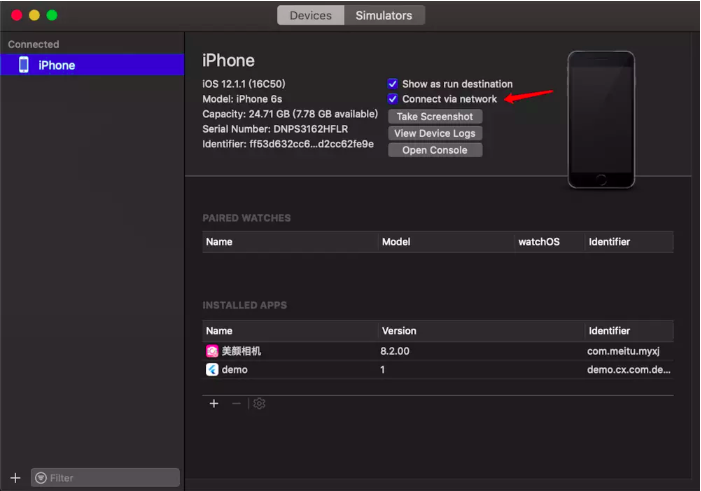 Devices Simulators
Connected
iPhone
iPhone
iOS 12.1.1 (16C50)
Model: iPhone 6s
Capacity: 24.71 GB (7.78 GB available)
Serial Number: DNPS3162HFLR
Identifier: ff53d632cc6...d2cc62fe9e
Show as run destination
Connect via network
Take Screenshot
View Device Logs
Open Console
PAIRED WATCHES
Name Model watchOS Identifier
INSTALLED APPS
Name Version Identifier
美颜相机 8.2.00 com.meitu.myxj
demo 1 demo.cx.com.de...
Filter